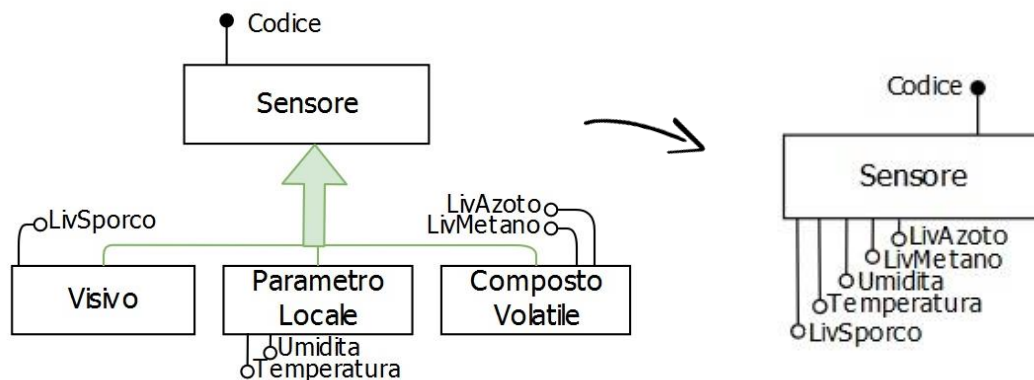 Codice
Sensore
LivSporco
LivAzoto
LivMetano
Visivo
Parametro
Locale
Composto
Volatile
Umidita
Temperatura
Codice
Sensore
LivAzoto
LivMetano
Umidita
Temperatura
LivSporco